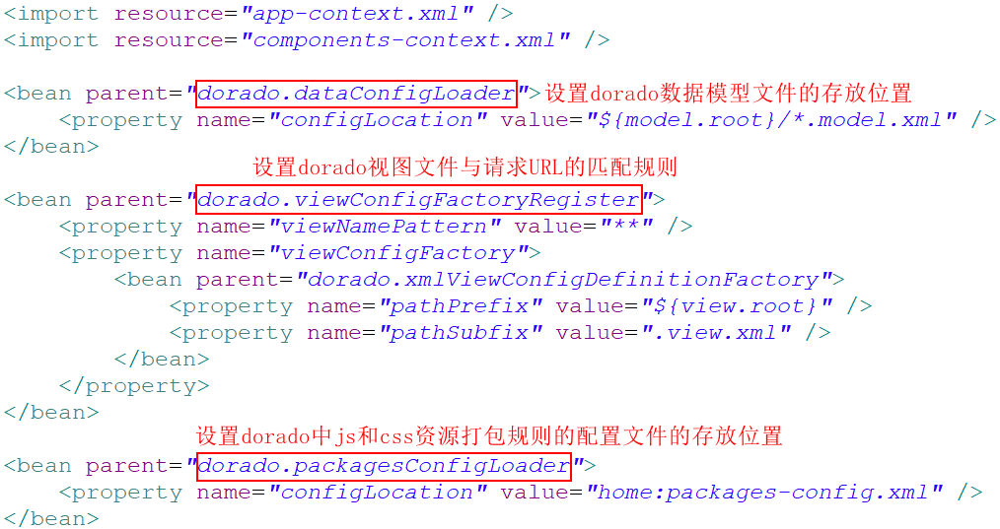 <import resource="app-context.xml" />
<import resource="components-context.xml" />
<bean parent="dorado.dataConfigLoader">设置dorado数据模型文件的存放位置
<property name="configLocation" value="${model.root}/*.model.xml" />
</bean>
设置dorado视图文件与请求URL的匹配规则
<bean parent="dorado.viewConfigFactoryRegister">
<property name="viewNamePattern" value="**" />
<property name="viewConfigFactory">
<bean parent="dorado.xmlViewConfigDefinitionFactory">
<property name="pathPrefix" value="${view.root}" />
<property name="pathSubfix" value=".view.xml" />
</bean>
</property>
</bean>
设置dorado中js和css资源打包规则的配置文件的存放位置
<bean parent="dorado.packagesConfigLoader">
<property name="configLocation" value="home:packages-config.xml" />
</bean>